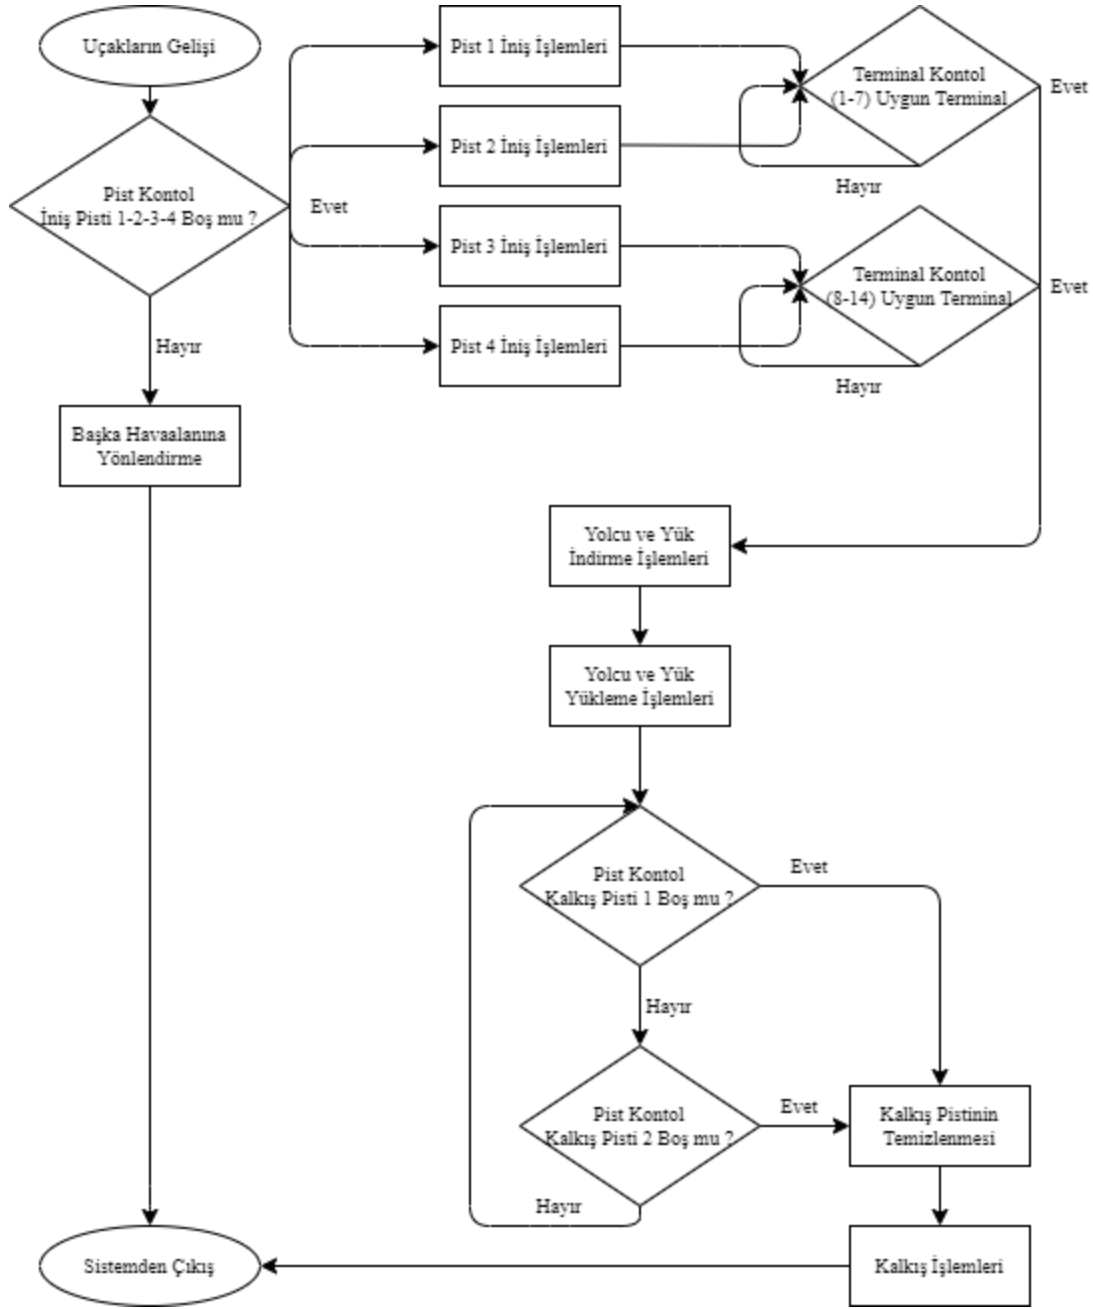 Uçakların Gelişi
Pist Kontol
İniş Pisti 1-2-3-4 Boş mu ?
Evet
Hayır
Başka Havaalanına
Yönlendirme
Pist 1 İniş İşlemleri
Pist 2 İniş İşlemleri
Pist 3 İniş İşlemleri
Pist 4 İniş İşlemleri
Terminal Kontol
(1-7) Uygun Terminal
Evet
Hayır
Terminal Kontol
(8-14) Uygun Terminal
Evet
Hayır
Yolcu ve Yük
İndirme İşlemleri
Yolcu ve Yük
Yükleme İşlemleri
Pist Kontol
Kalkış Pisti 1 Boş mu ?
Evet
Hayır
Pist Kontol
Kalkış Pisti 2 Boş mu ?
Evet
Hayır
Kalkış Pistinin
Temizlenmesi
Kalkış İşlemleri
Sistemden Çıkış